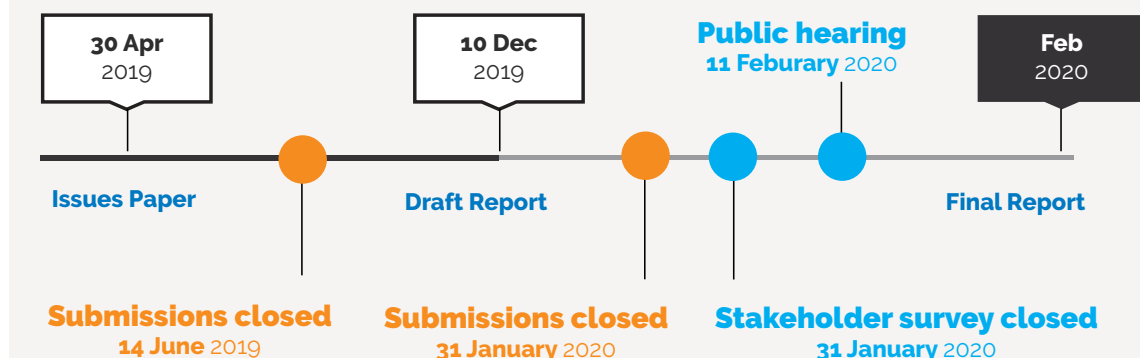 30 Apr
2019
10 Dec
2019
Public hearing
11 Feburary 2020
Feb
2020
Issues Paper
Draft Report
Final Report
Submissions closed
14 June 2019
Submissions closed
31 January 2020
Stakeholder survey closed
31 January 2020